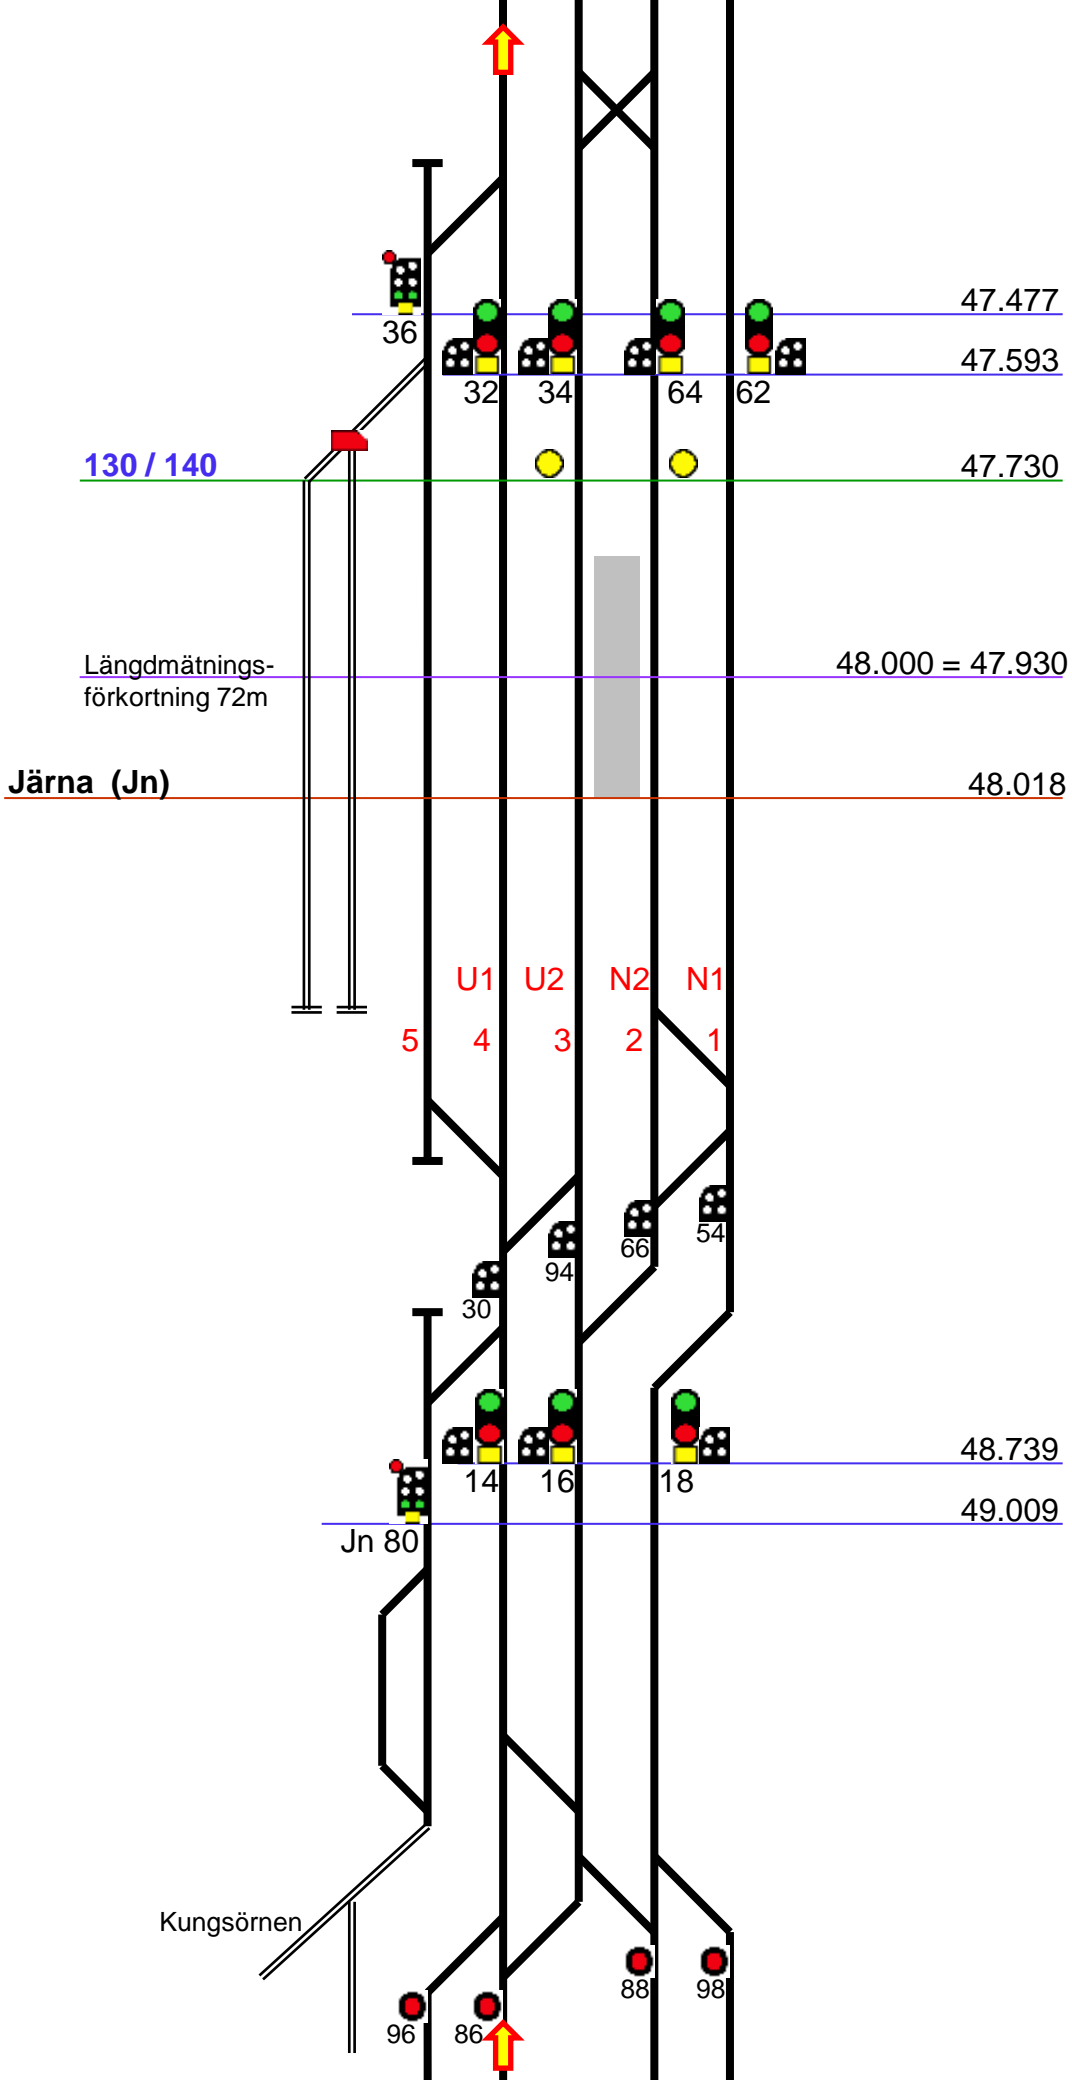 47.477
36
47.593
32 34 64 62
130 / 140 47.730
Längdmätnings-
förkortning 72m
48.000 = 47.930
Järna (Jn) 48.018
U1 U2 N2 N1
5 4 3 2 1
54
66
94
30
48.739
14 16 18
49.009
Jn 80
Kungsörnen
88 98
96 86